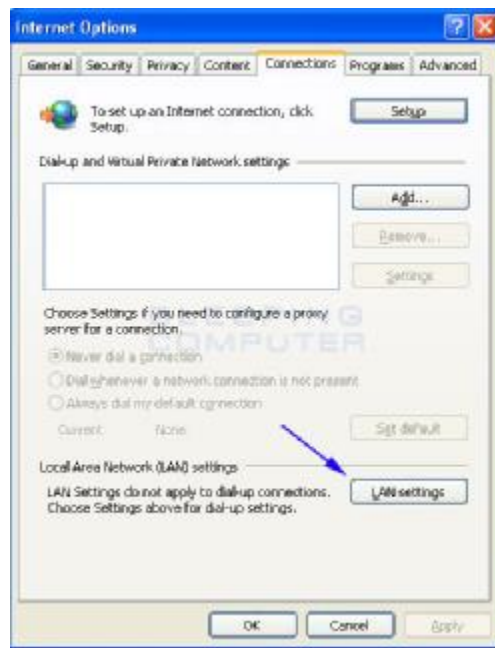 Internet Options
General Security Privacy Content Connections Programs Advanced
To set up an Internet connection, click
Setup.
Setup
Dial-up and Virtual Private Network settings
Add...
Remove...
Settings
Choose Settings if you need to configure a proxy
server for a connection.
BLEEPING
COMPUTER
Never dial a connection
Dial whenever a network connection is not present
Always dial my default connection
Current None
Set default
Local Area Network (LAN) settings
LAN Settings do not apply to dial-up connections.
Choose Settings above for dial-up settings.
LAN settings
OK Cancel Apply